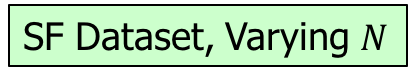 SF Dataset, Varying N